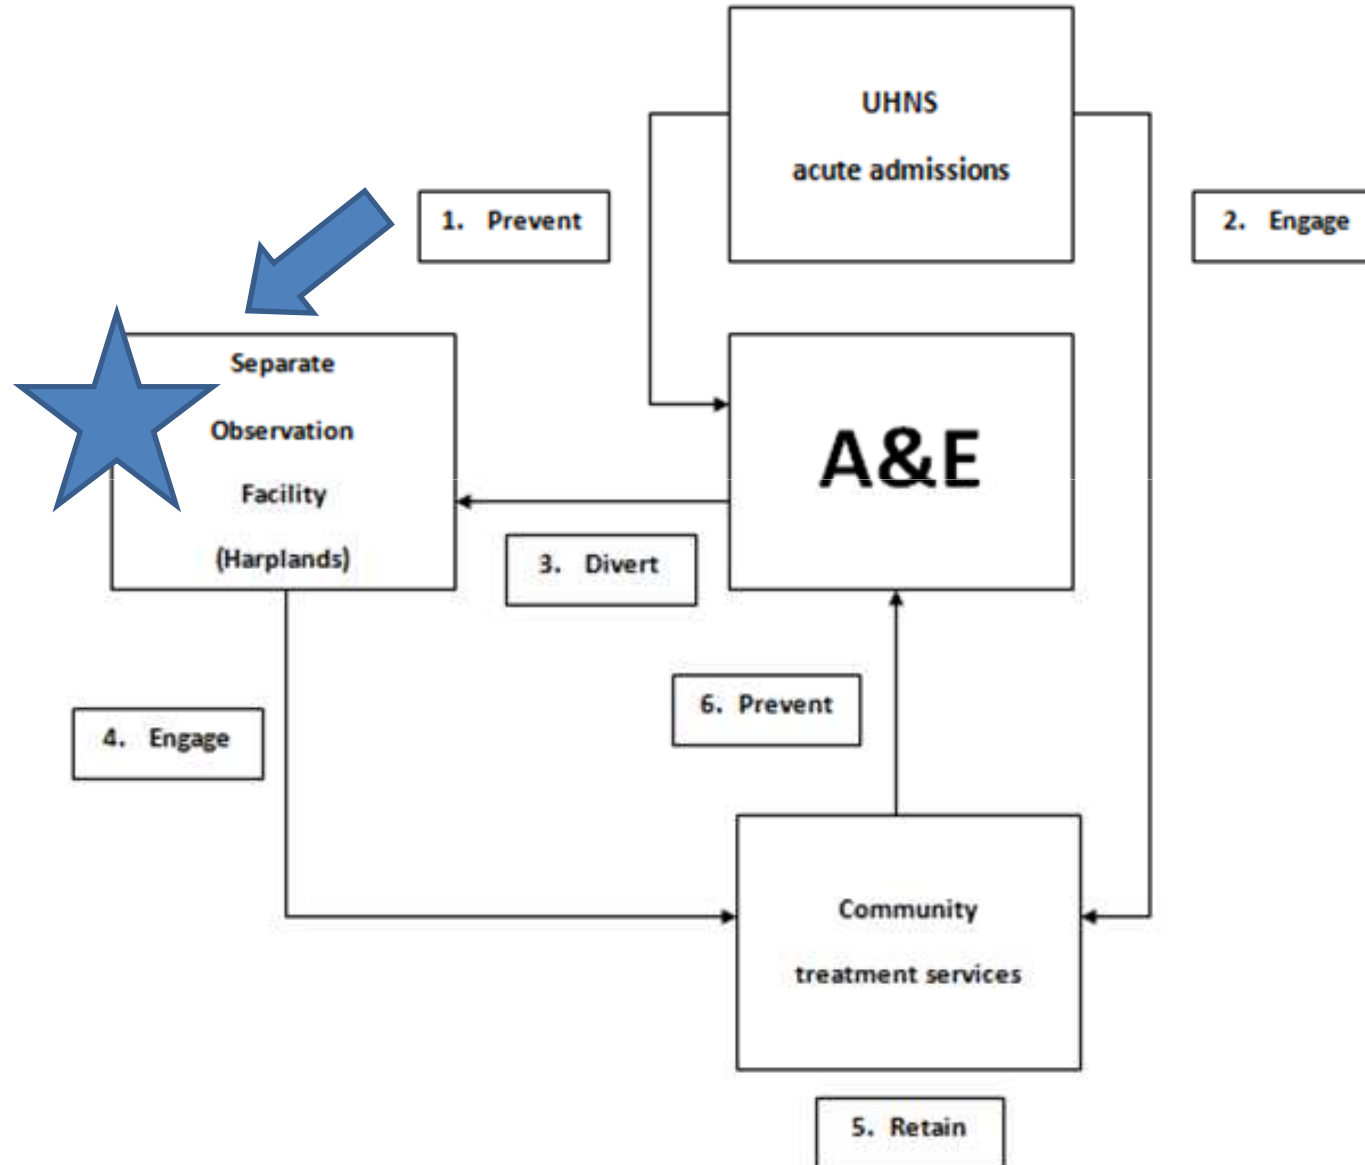 UHNS
acute admissions
1. Prevent
2. Engage
Separate
Observation
Facility
(Harplands)
A&E
3. Divert
4. Engage
6. Prevent
Community
treatment services
5. Retain